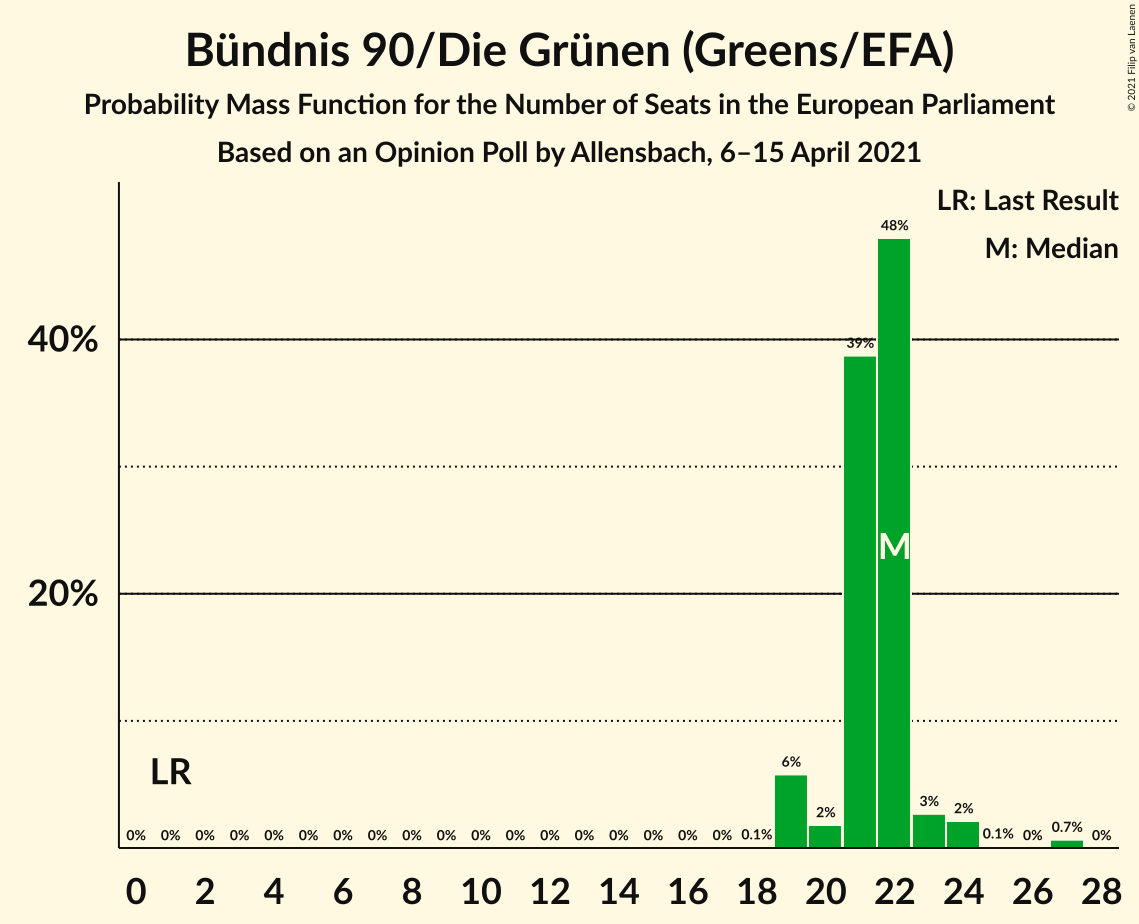 Bündnis 90/Die Grünen (Greens/EFA)
Probability Mass Function for the Number of Seats in the European Parliament
Based on an Opinion Poll by Allensbach, 6–15 April 2021
© 2021 Filip van Laenen
LR: Last Result
M: Median
48%
40%
39%
M
20%
LR
6%
2%
3%
2%
0% 0% 0% 0% 0% 0% 0% 0% 0% 0% 0% 0% 0% 0% 0% 0% 0% 0% 0.1% 0.1% 0% 0.7% 0%
0 2 4 6 8 10 12 14 16 18 20 22 24 26 28